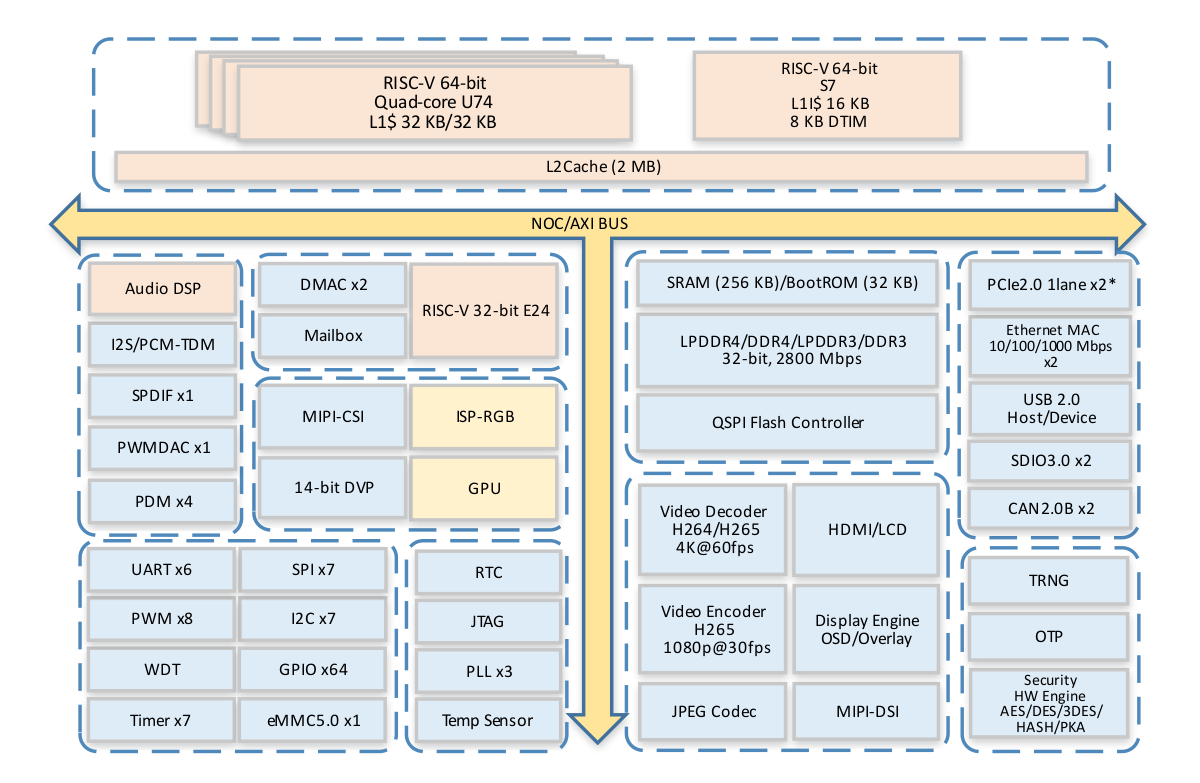 RISC-V 64-bit
Quad-core U74
L1$ 32 KB/32 KB
RISC-V 64-bit
S7
L1I$ 16 KB
8 KB DTIM
L2Cache (2 MB)
NOC/AXI BUS
Audio DSP
I2S/PCM-TDM
SPDIF x1
PWMDAC x1
PDM x4
DMAC x2
Mailbox
RISC-V 32-bit E24
MIPI-CSI
ISP-RGB
14-bit DVP
GPU
SRAM (256 KB)/BootROM (32 KB)
LPDDR4/DDR4/LPDDR3/DDR3
32-bit, 2800 Mbps
QSPI Flash Controller
PCIe2.0 1lane x2*
Ethernet MAC
10/100/1000 Mbps
x2
USB 2.0
Host/Device
SDIO3.0 x2
CAN2.0B x2
UART x6
SPI x7
PWM x8
I2C x7
WDT
GPIO x64
Timer x7
eMMC5.0 x1
RTC
JTAG
PLL x3
Temp Sensor
Video Decoder
H264/H265
4K@60fps
HDMI/LCD
Video Encoder
H265
1080p@30fps
Display Engine
OSD/Overlay
JPEG Codec
MIPI-DSI
TRNG
OTP
Security
HW Engine
AES/DES/3DES/
HASH/PKA